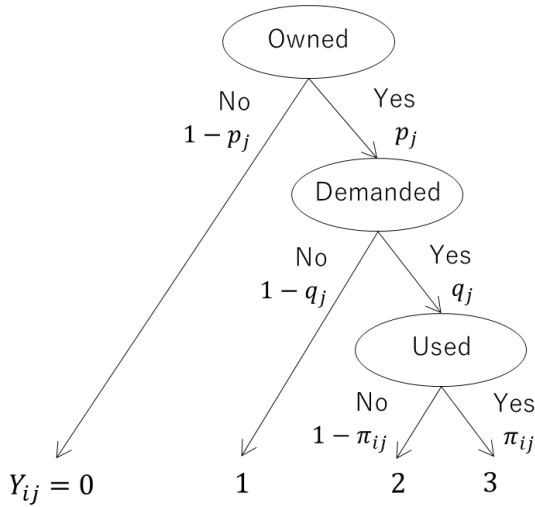 Owned
No
Yes
1 − p_j
p_j
Demanded
No
Yes
1 − q_j
q_j
Used
No
Yes
1 − π_ij
π_ij
Y_ij = 0
1
2
3